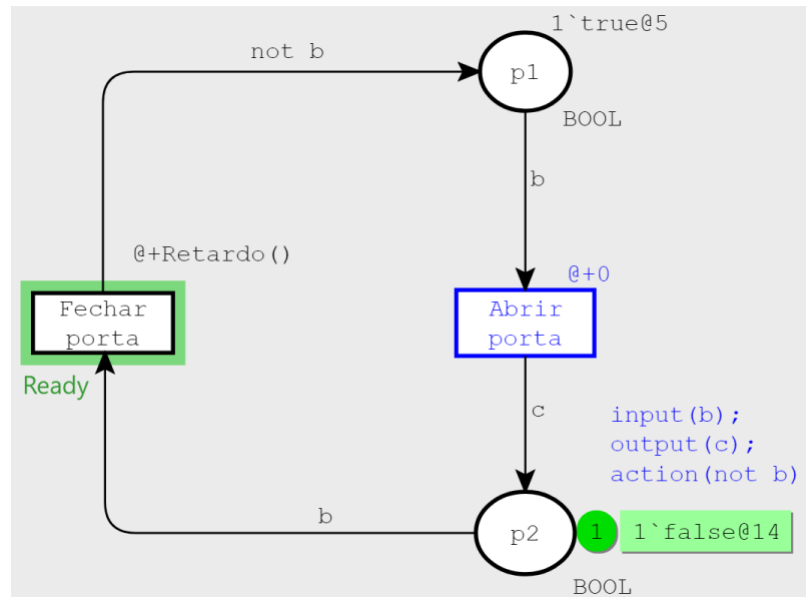 1`true@5
not b
p1
BOOL
b
@+Retardo()
@+0
Fechar
porta
Abrir
porta
Ready
c
input(b);
output(c);
action(not b)
b
p2
1
1`false@14
BOOL